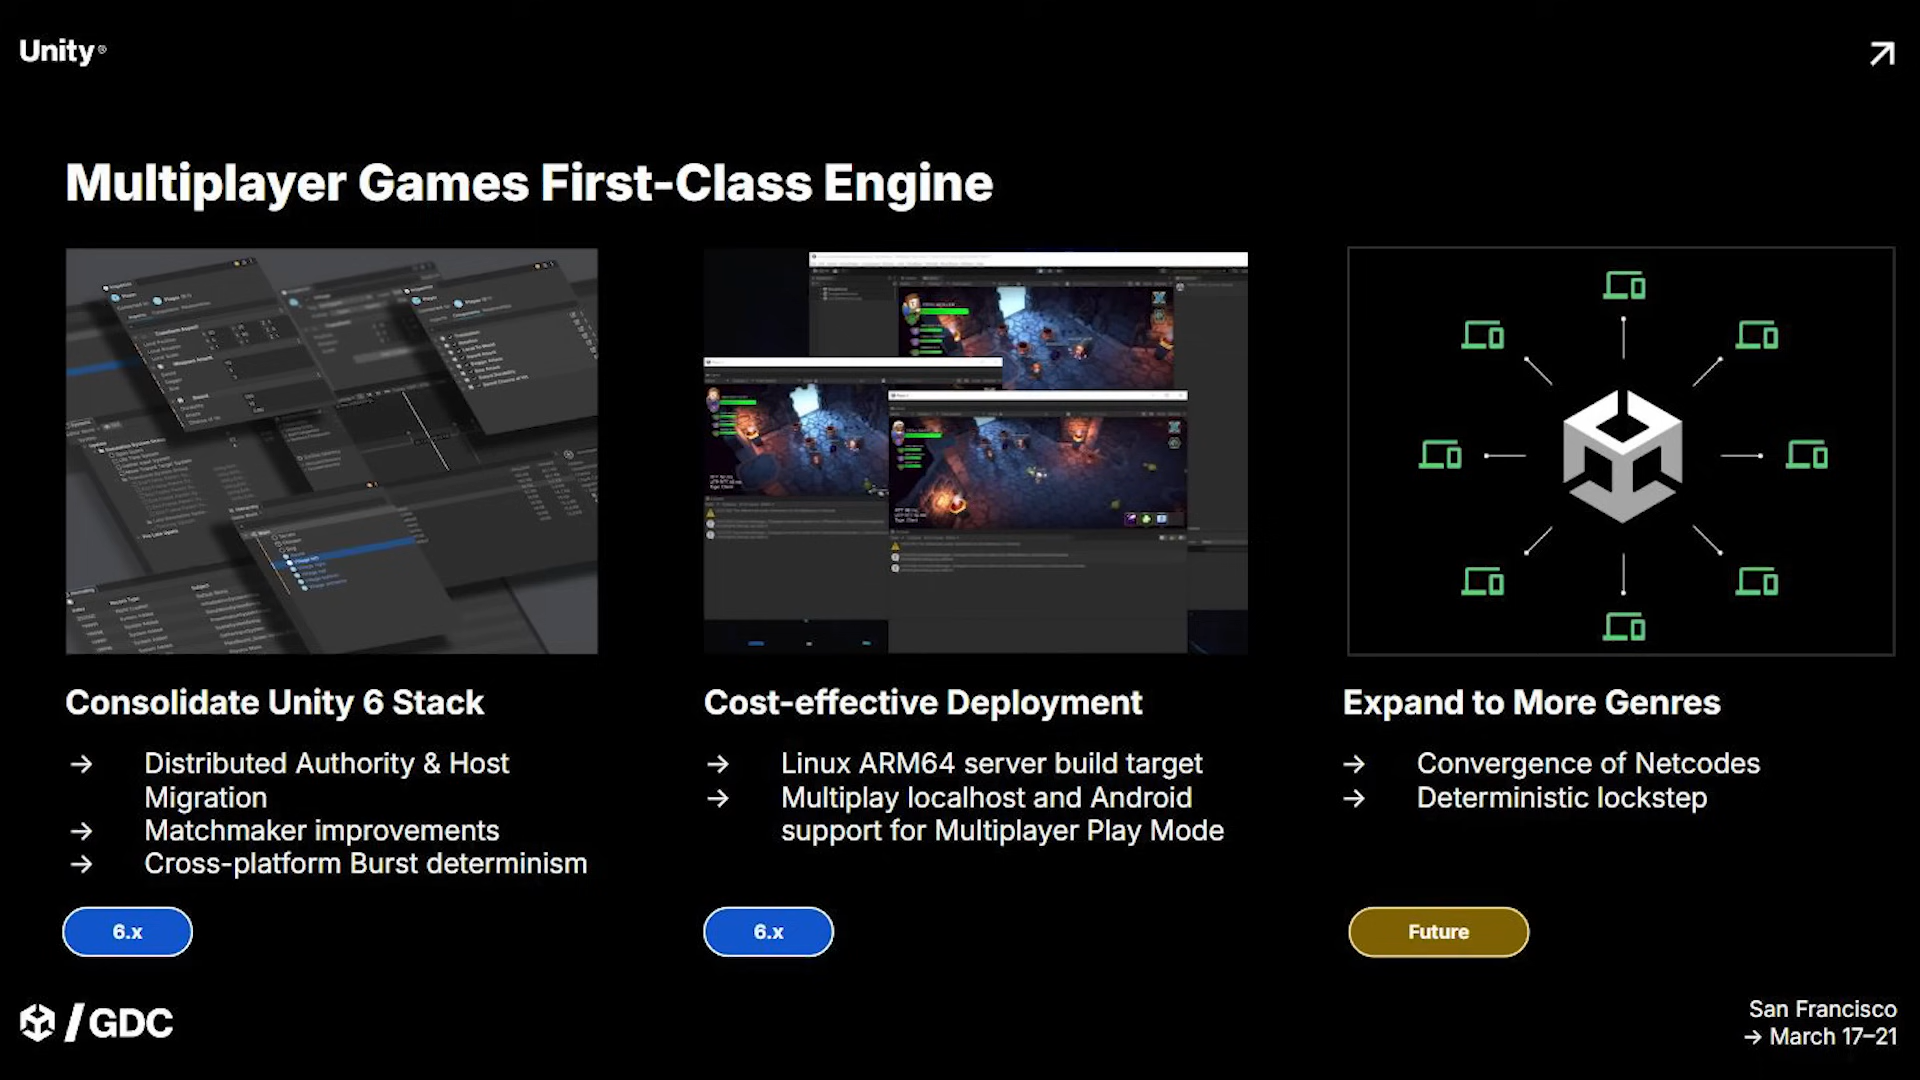 Unity®
Multiplayer Games First-Class Engine
Consolidate Unity 6 Stack
→ Distributed Authority & Host
Migration
→ Matchmaker improvements
→ Cross-platform Burst determinism
6.x
Cost-effective Deployment
→ Linux ARM64 server build target
→ Multiplay localhost and Android
support for Multiplayer Play Mode
6.x
Expand to More Genres
→ Convergence of Netcodes
→ Deterministic lockstep
Future
/GDC
San Francisco
→ March 17–21